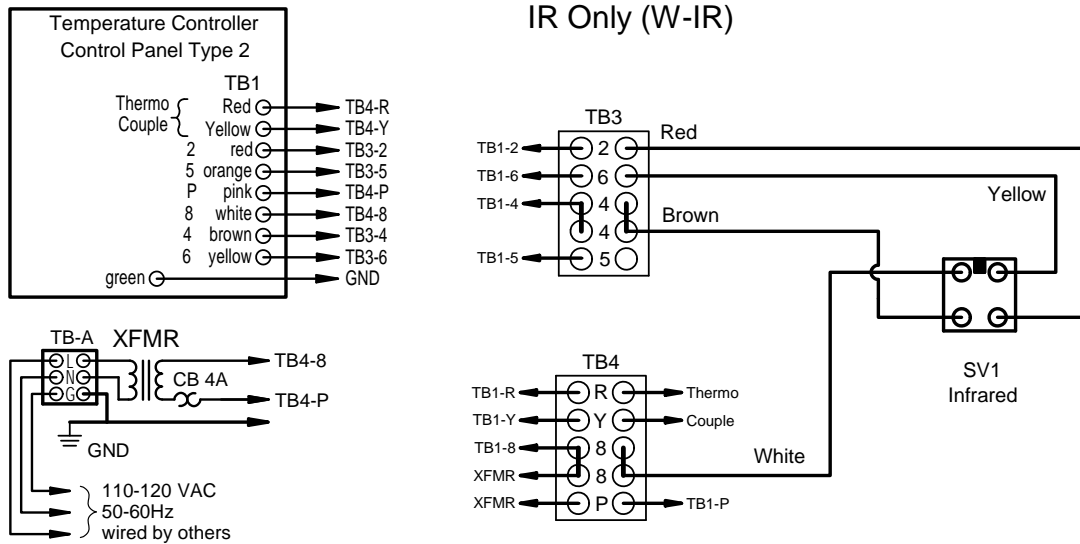 IR Only (W-IR)
Temperature Controller
Control Panel Type 2
TB1
Thermo
Couple
Red
TB4-R
Yellow
TB4-Y
2 red
TB3-2
5 orange
TB3-5
P pink
TB4-P
8 white
TB4-8
4 brown
TB3-4
6 yellow
TB3-6
green
GND
TB-A
XFMR
L
N
G
TB4-8
CB 4A
TB4-P
GND
110-120 VAC
50-60Hz
wired by others
TB3
TB1-2
2
Red
TB1-6
6
Yellow
TB1-4
4
4
Brown
TB1-5
5
SV1
Infrared
TB4
TB1-R
R
Thermo
TB1-Y
Y
Couple
TB1-8
8
XFMR
8
White
XFMR
P
TB1-P